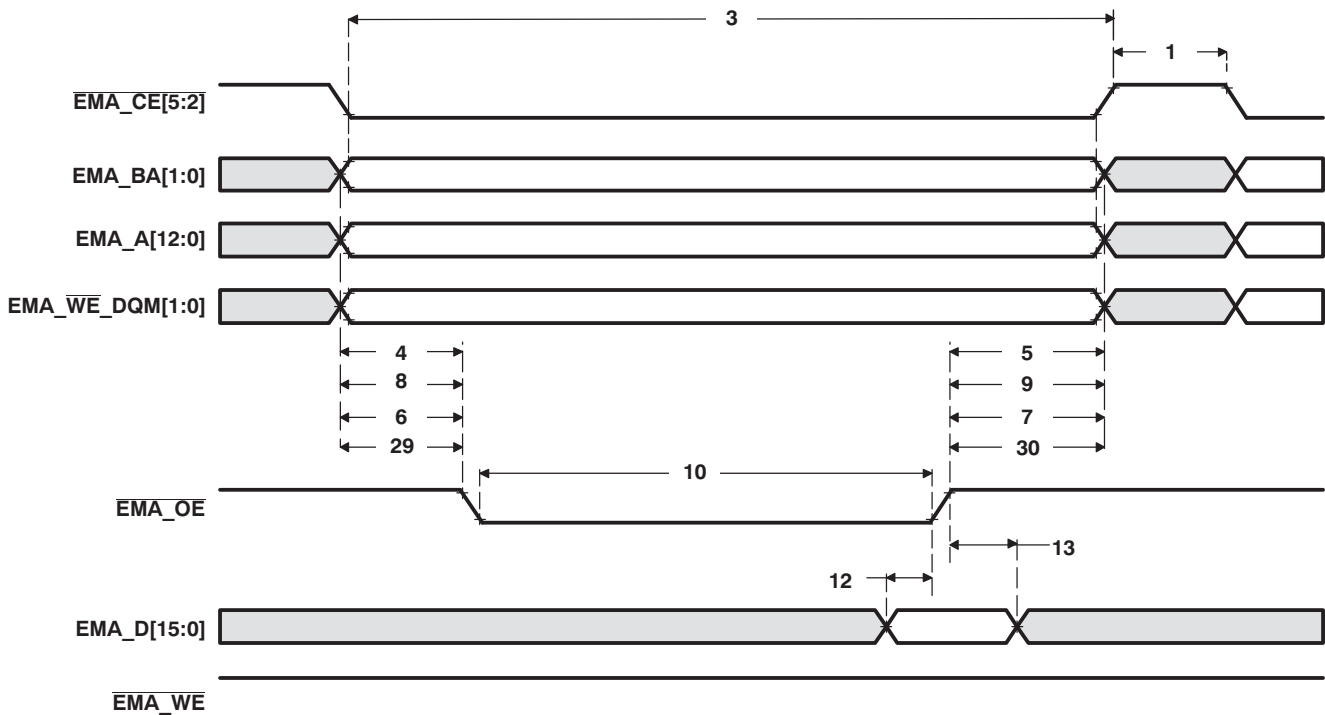 3
1
EMA_CE[5:2]
EMA_BA[1:0]
EMA_A[12:0]
EMA_WE_DQM[1:0]
4 5
8 9
6 7
29 30
10
EMA_OE
13
12
EMA_D[15:0]
EMA_WE